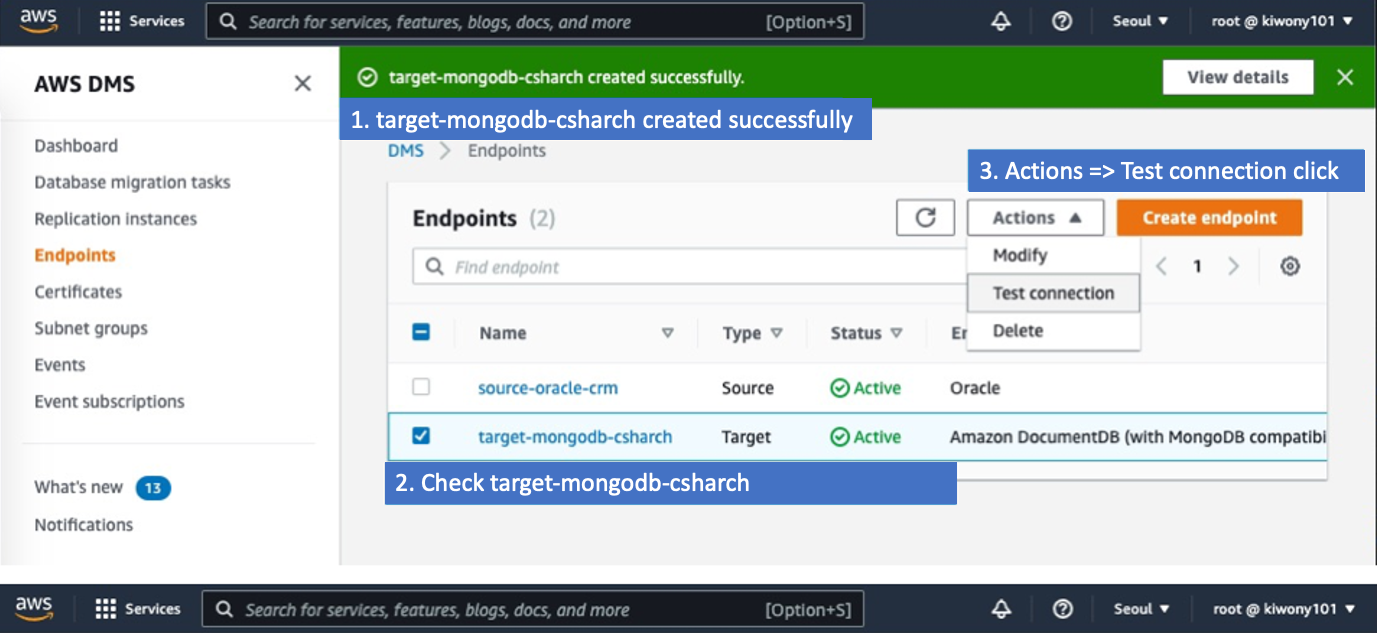 aws Services Search for services, features, blogs, docs, and more [Option+S] Seoul ▼ root @ kiwony101 ▼
AWS DMS
Dashboard
Database migration tasks
Replication instances
Endpoints
Certificates
Subnet groups
Events
Event subscriptions
What's new 13
Notifications
target-mongodb-csharch created successfully. View details
1. target-mongodb-csharch created successfully
DMS > Endpoints
3. Actions => Test connection click
Endpoints (2) Actions ▲ Create endpoint
Find endpoint < 1 >
Modify
Test connection
Delete
Name Type Status
source-oracle-crm Source Active Oracle
target-mongodb-csharch Target Active Amazon DocumentDB (with MongoDB
2. Check target-mongodb-csharch
aws Services Search for services, features, blogs, docs, and more [Option+S] Seoul ▼ root @ kiwony101 ▼